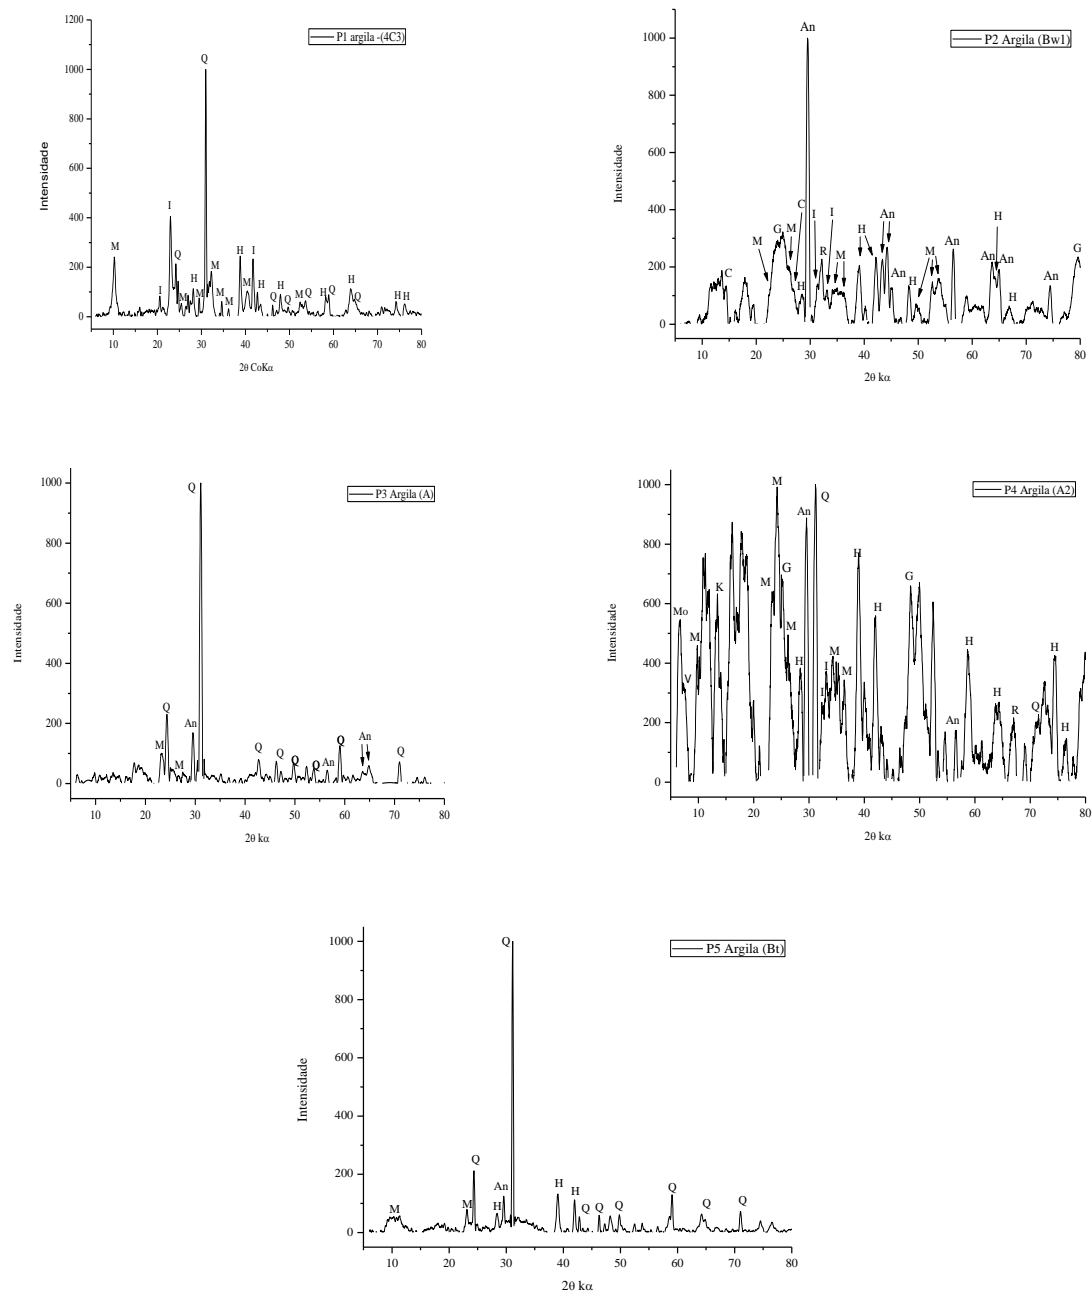 P1 argila -(4C3)
1200
1000
800
600
400
200
0
Intensidade
M I I Q M M H M Q M M M H M I H Q H Q M Q H Q H Q H H
10 20 30 40 50 60 70 80
2θ CoKα
P2 Argila (Bw1)
1000
800
600
400
200
0
Intensidade
C M G M C H An I R I M H An An H M An An H An H An G
10 20 30 40 50 60 70 80
2θ kα
P3 Argila (A)
1000
800
600
400
200
0
Intensidade
M Q M An Q Q Q Q Q An Q An Q
10 20 30 40 50 60 70 80
2θ kα
P4 Argila (A2)
1000
800
600
400
200
0
Intensidade
Mo V M K M M G M H An Q I I M M H H G An H H R Q H H
10 20 30 40 50 60 70 80
2θ kα
P5 Argila (Bt)
1000
800
600
400
200
0
Intensidade
M M Q H An Q H H Q Q Q Q Q Q
10 20 30 40 50 60 70 80
2θ kα